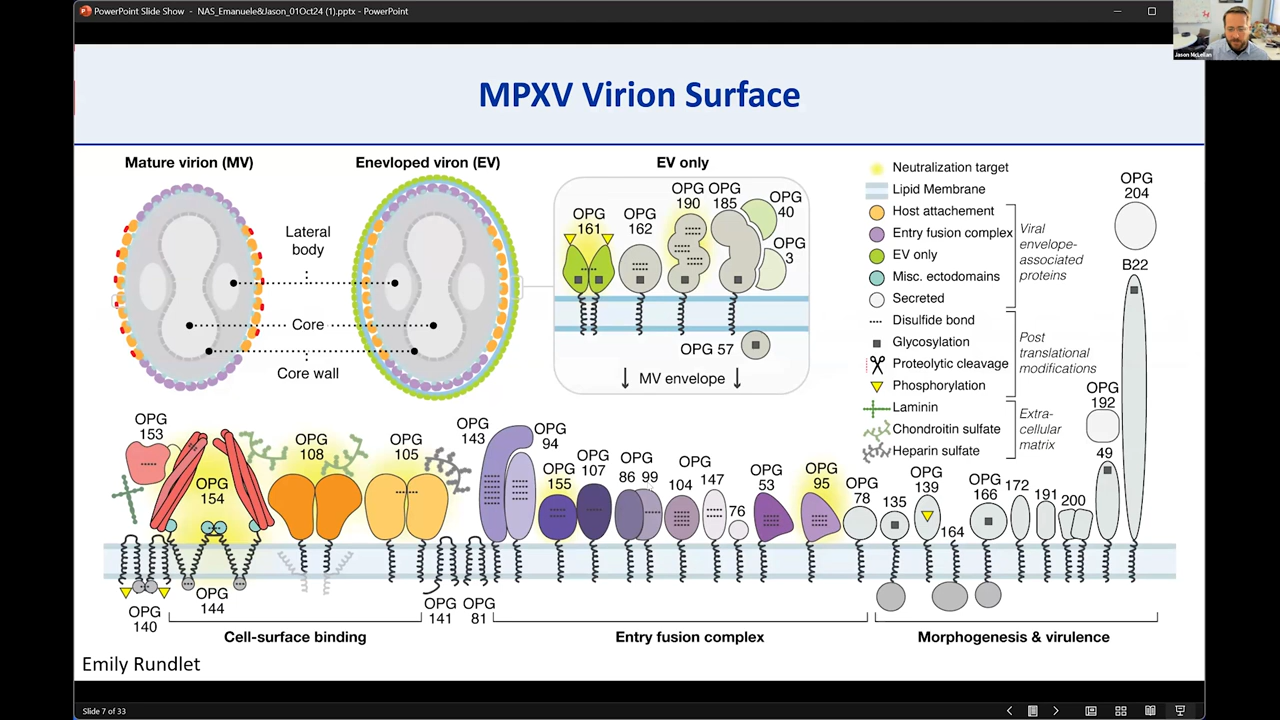 PowerPoint Slide Show - NAS_Emanuele&Jason_01Oct24 (1).pptx - PowerPoint
Jason McLellan
MPXV Virion Surface
Mature virion (MV)
Enevloped viron (EV)
EV only
Lateral
body
Core
Core wall
OPG
161
OPG
162
OPG
190
OPG
185
OPG
40
OPG
3
OPG 57
MV envelope
Neutralization target
Lipid Membrane
Host attachement
Entry fusion complex
EV only
Misc. ectodomains
Secreted
Disulfide bond
Glycosylation
Proteolytic cleavage
Phosphorylation
Laminin
Chondroitin sulfate
Heparin sulfate
Viral
envelope-
associated
proteins
Post
translational
modifications
Extra-
cellular
matrix
OPG
204
B22
OPG
192
49
OPG
153
OPG
154
OPG
108
OPG
105
OPG
143
OPG
94
OPG
155
OPG
107
OPG
86 99
OPG
104 147
76
OPG
53
OPG
95
OPG
78
135
OPG
139
164
OPG
166
172
191
200
OPG
140
OPG
144
OPG
141
OPG
81
Cell-surface binding
Entry fusion complex
Morphogenesis & virulence
Emily Rundlet
Slide 7 of 33